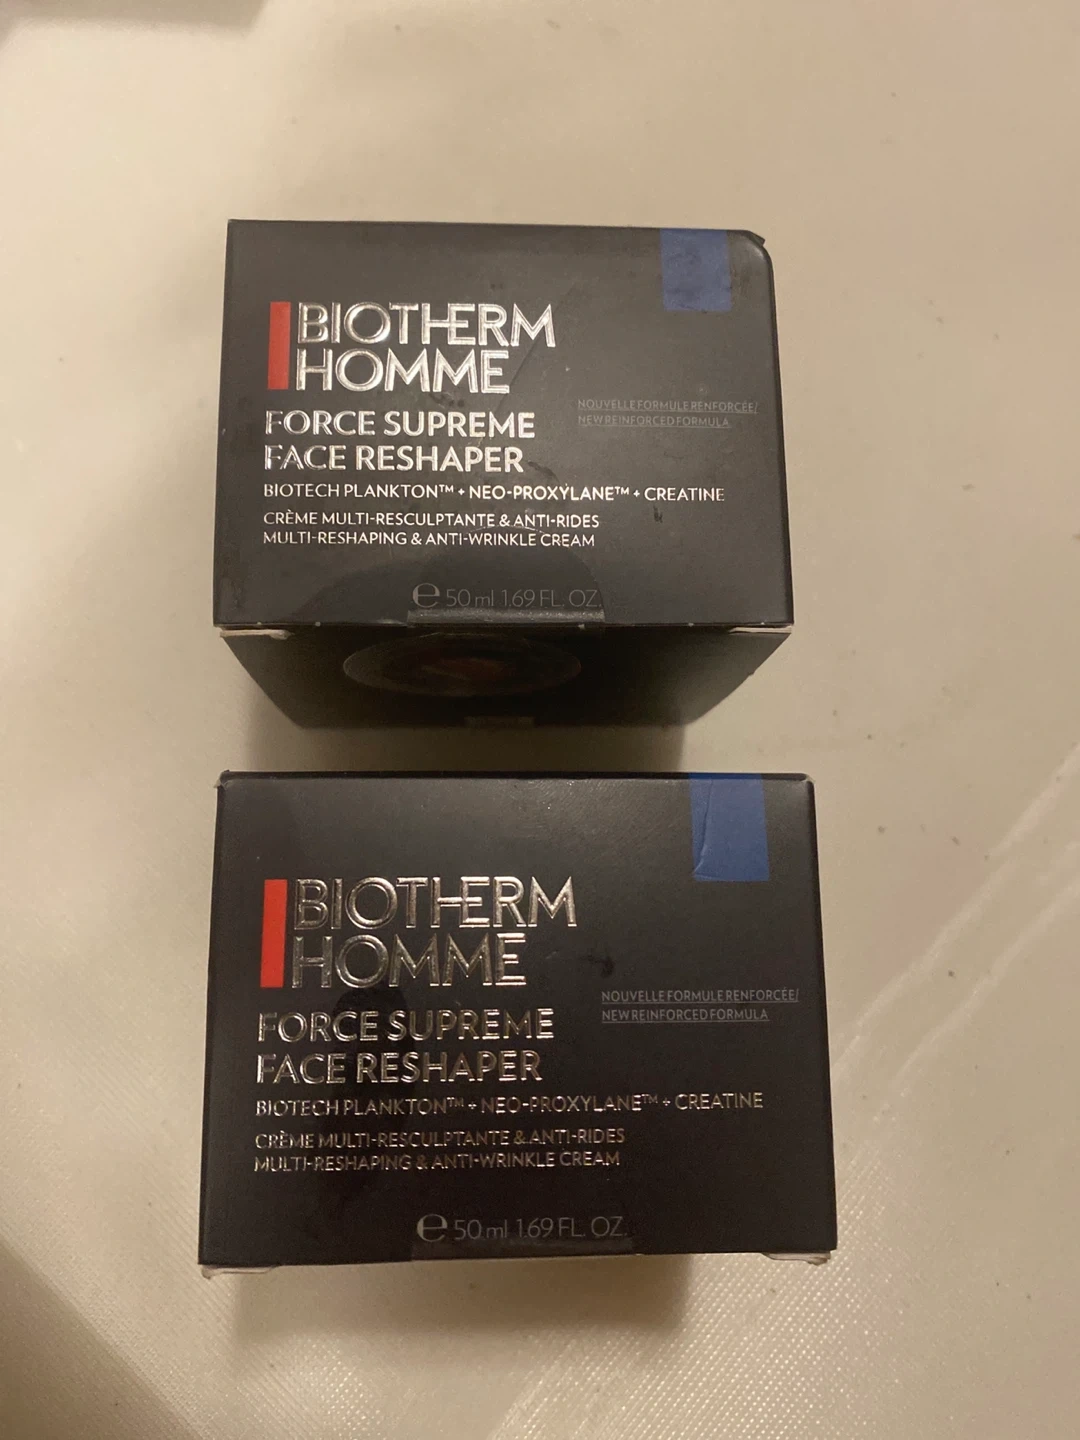 BIOTHERM
HOMME
FORCE SUPREME
FACE RESHAPER
NOUVELLE FORMULE RENFORCÉE/
NEW REINFORCED FORMULA
BIOTECH PLANKTON™ + NEO-PROXYLANE™ + CREATINE
CRÈME MULTI-RESCULPTANTE & ANTI-RIDES
MULTI-RESHAPING & ANTI-WRINKLE CREAM
℮ 50 ml 1.69 FL. OZ.
BIOTHERM
HOMME
FORCE SUPREME
FACE RESHAPER
NOUVELLE FORMULE RENFORCÉE/
NEW REINFORCED FORMULA
BIOTECH PLANKTON™ + NEO-PROXYLANE™ + CREATINE
CRÈME MULTI-RESCULPTANTE & ANTI-RIDES
MULTI-RESHAPING & ANTI-WRINKLE CREAM
℮ 50 ml 1.69 FL. OZ.